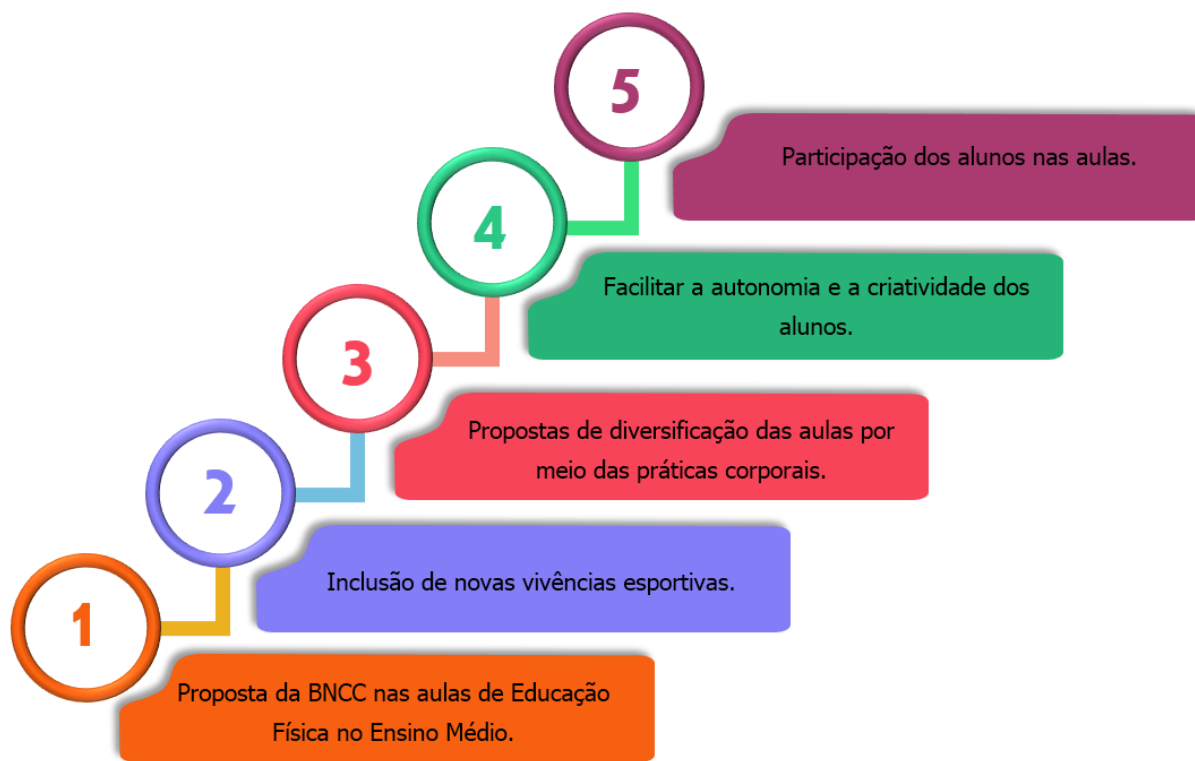 5
Participação dos alunos nas aulas.
4
Facilitar a autonomia e a criatividade dos
alunos.
3
Propostas de diversificação das aulas por
meio das práticas corporais.
2
Inclusão de novas vivências esportivas.
1
Proposta da BNCC nas aulas de Educação
Física no Ensino Médio.